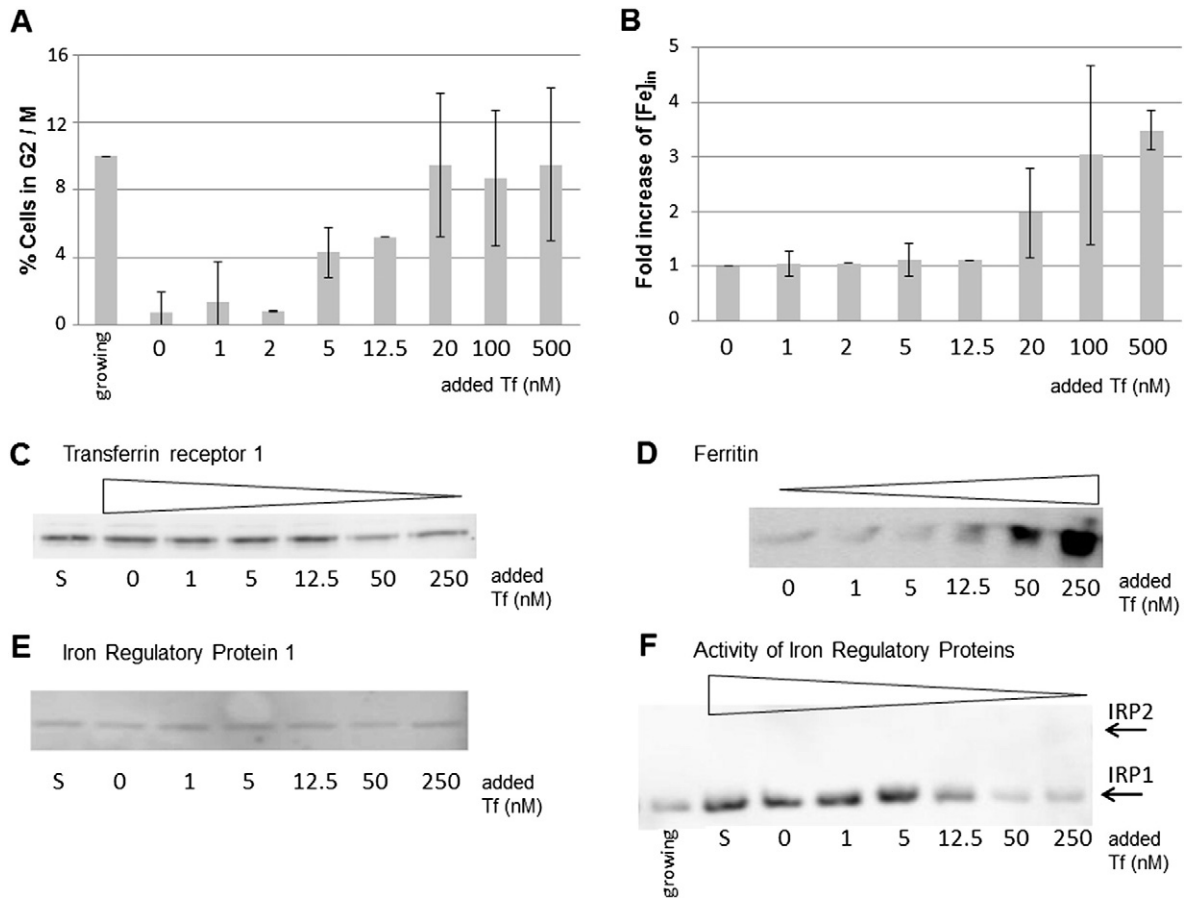 A
% Cells in G2 / M
16
12
8
4
0
growing 0 1 2 5 12.5 20 100 500
added Tf (nM)
B
Fold increase of [Fe]in
5
4
3
2
1
0
0 1 2 5 12.5 20 100 500
added Tf (nM)
C Transferrin receptor 1
S 0 1 5 12.5 50 250 added
Tf (nM)
D Ferritin
0 1 5 12.5 50 250 added
Tf (nM)
E Iron Regulatory Protein 1
S 0 1 5 12.5 50 250 added
Tf (nM)
F Activity of Iron Regulatory Proteins
IRP2
IRP1
growing S 0 1 5 12.5 50 250 added
Tf (nM)